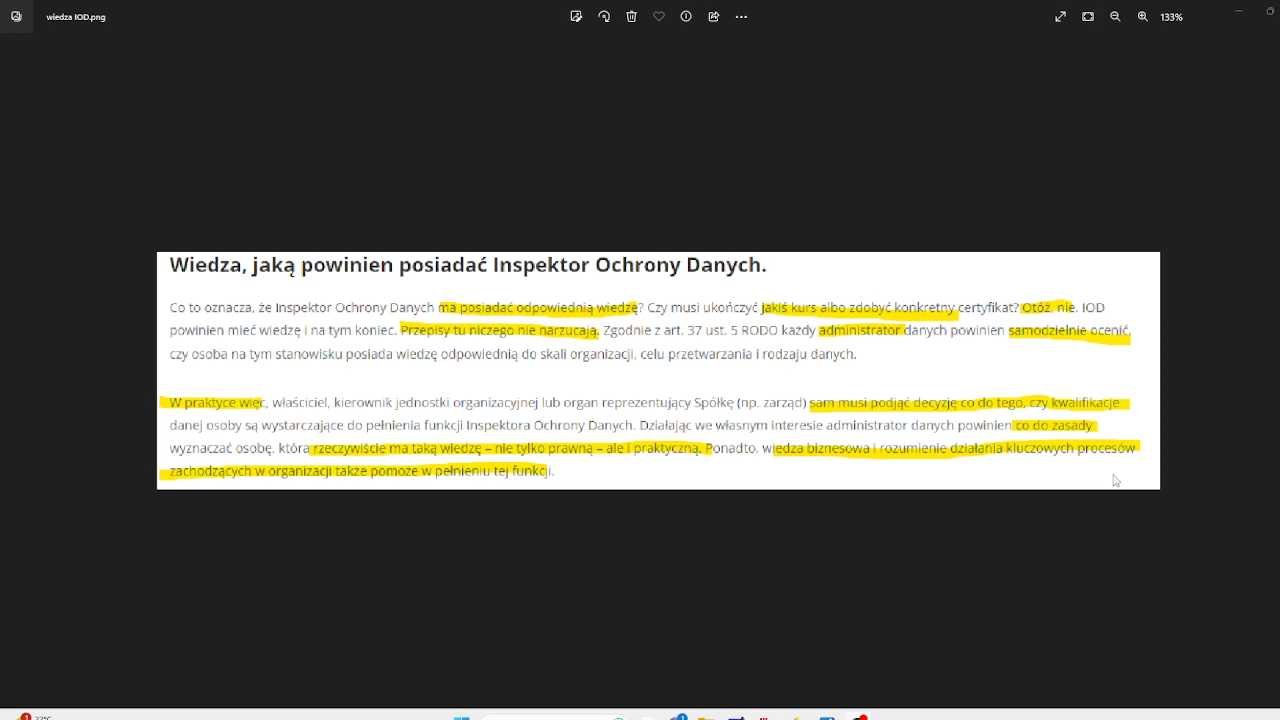 wiedza IOD.png
133%
Wiedza, jaką powinien posiadać Inspektor Ochrony Danych.
Co to oznacza, że Inspektor Ochrony Danych ma posiadać odpowiednią wiedzę? Czy musi ukończyć jakiś kurs albo zdobyć konkretny certyfikat? Otóż, nie. IOD
powinien mieć wiedzę i na tym koniec. Przepisy tu niczego nie narzucają. Zgodnie z art. 37 ust. 5 RODO każdy administrator danych powinien samodzielnie ocenić,
czy osoba na tym stanowisku posiada wiedzę odpowiednią do skali organizacji, celu przetwarzania i rodzaju danych.
W praktyce więc, właściciel, kierownik jednostki organizacyjnej lub organ reprezentujący Spółkę (np. zarząd) sam musi podjąć decyzję co do tego, czy kwalifikacje
danej osoby są wystarczające do pełnienia funkcji Inspektora Ochrony Danych. Działając we własnym interesie administrator danych powinien co do zasady
wyznaczać osobę, która rzeczywiście ma taką wiedzę – nie tylko prawną – ale i praktyczną. Ponadto, wiedza biznesowa i rozumienie działania kluczowych procesów
zachodzących w organizacji także pomoże w pełnieniu tej funkcji.